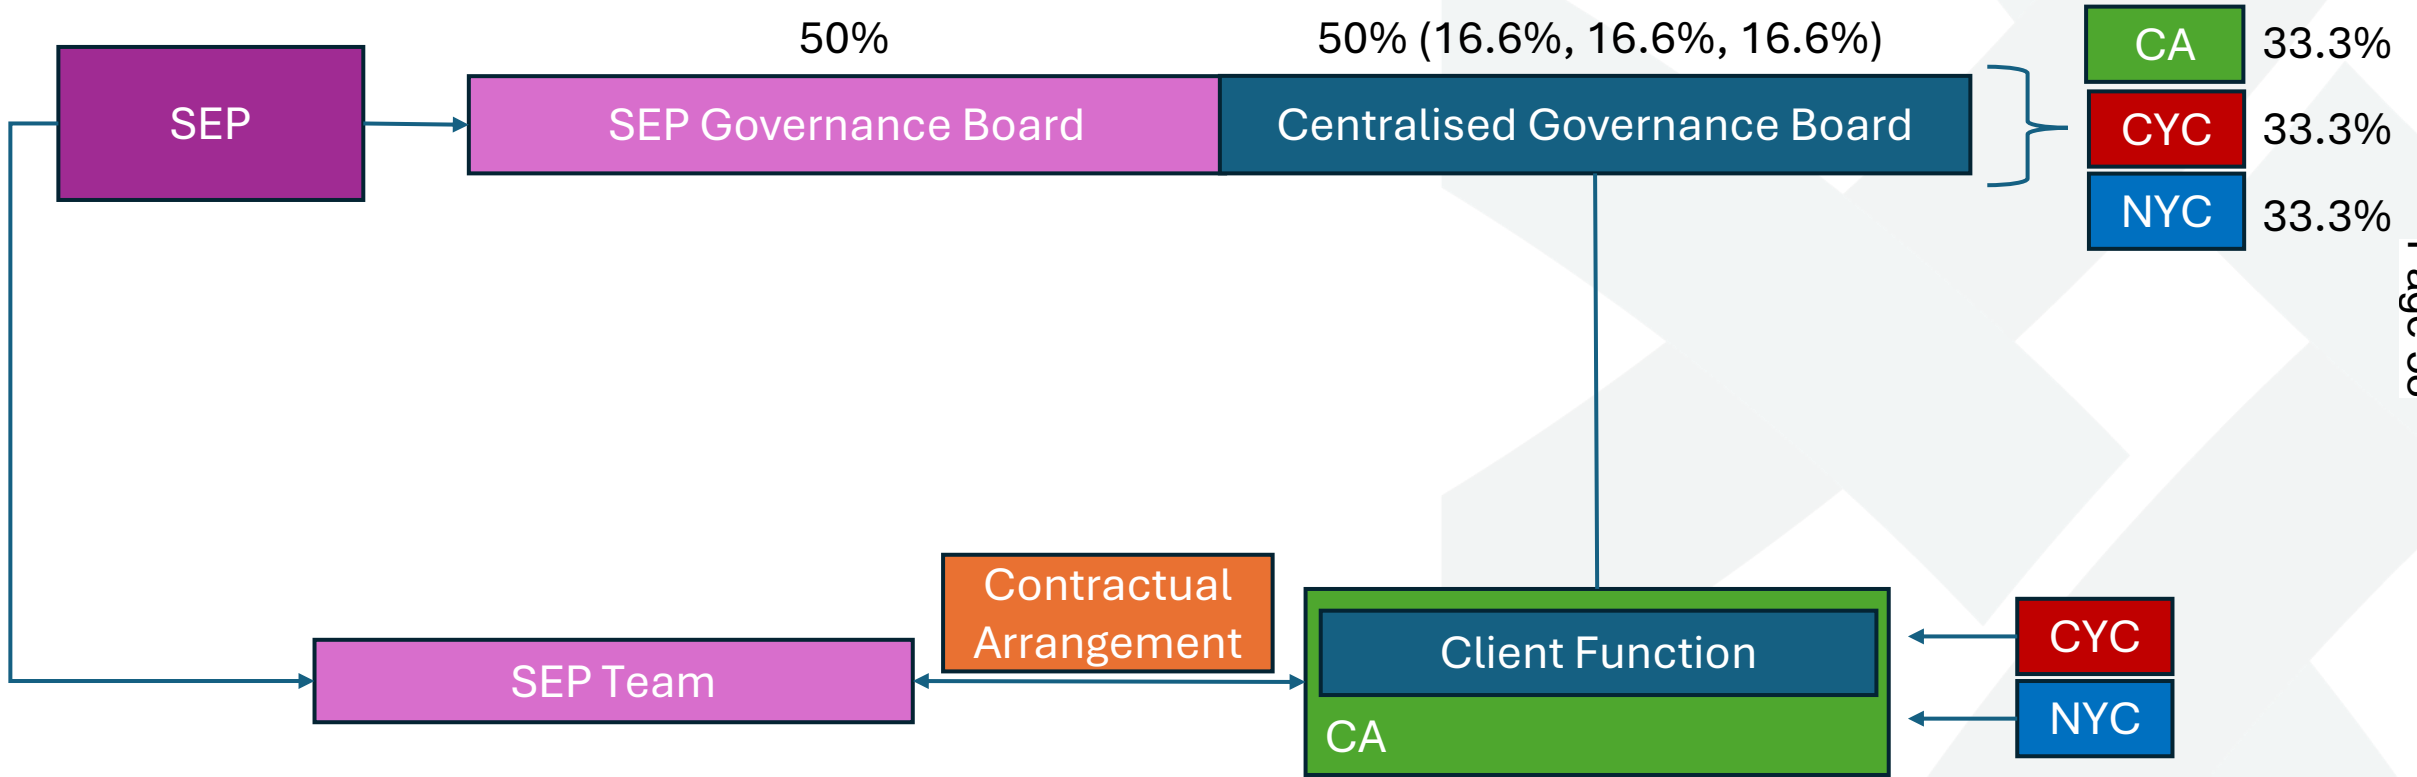 50%
50% (16.6%, 16.6%, 16.6%)
CA
33.3%
SEP
SEP Governance Board
Centralised Governance Board
CYC
33.3%
NYC
33.3%
Contractual
Arrangement
Client Function
CYC
SEP Team
NYC
CA